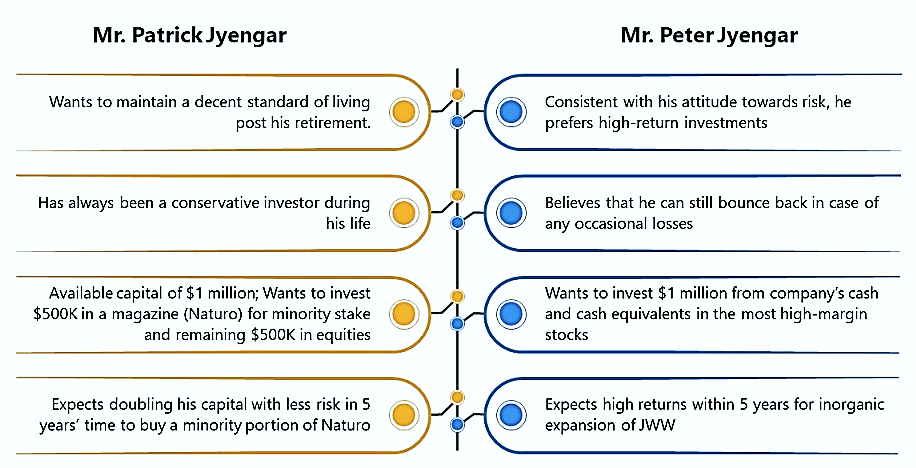 Mr. Patrick Jyengar
Wants to maintain a decent standard of living
post his retirement.
Has always been a conservative investor during
his life
Available capital of $1 million; Wants to invest
$500K in a magazine (Naturo) for minority stake
and remaining $500K in equities
Expects doubling his capital with less risk in 5
years' time to buy a minority portion of Naturo
Mr. Peter Jyengar
Consistent with his attitude towards risk, he
prefers high-return investments
Believes that he can still bounce back in case of
any occasional losses
Wants to invest $1 million from company's cash
and cash equivalents in the most high-margin
stocks
Expects high returns within 5 years for inorganic
expansion of JWW